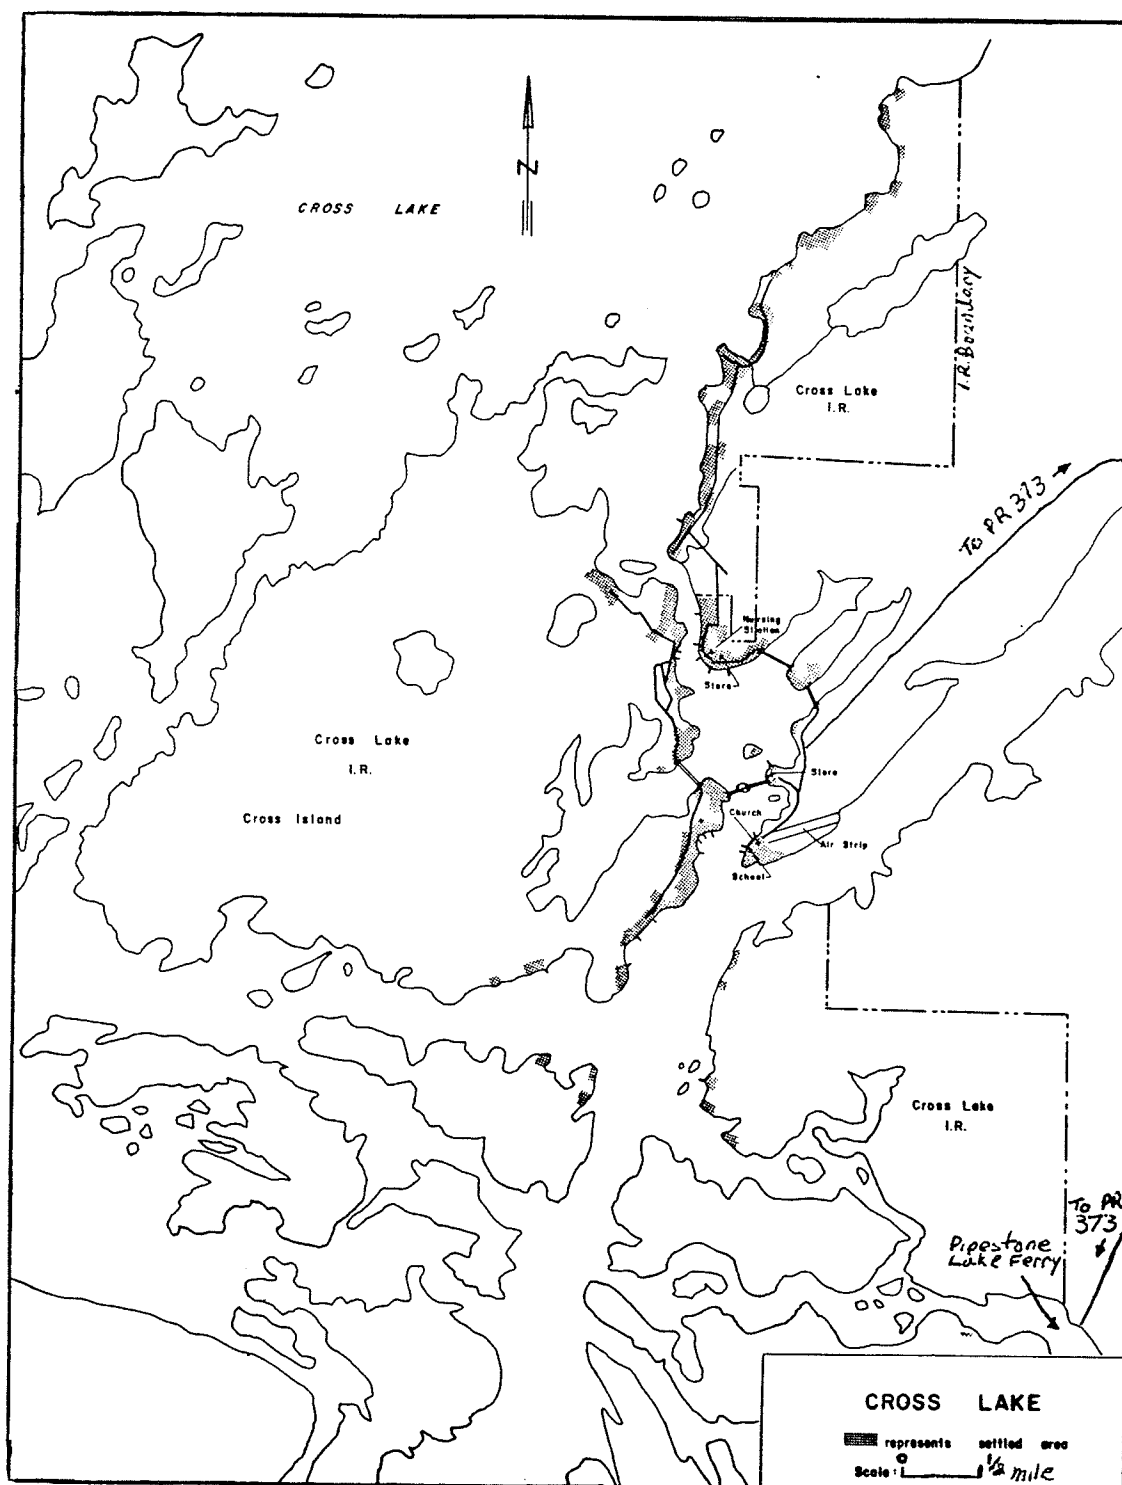 N
CROSS LAKE
I.R. Boundary
Cross Lake
I.R.
To PR 373
Nursing
Station
Store
Cross Lake
I.R.
Store
Cross Island
Church
Air Strip
School
Cross Lake
I.R.
To PR
373
Pipestone
Lake Ferry
CROSS LAKE
represents settled area
0
Scale: 1/2 mile